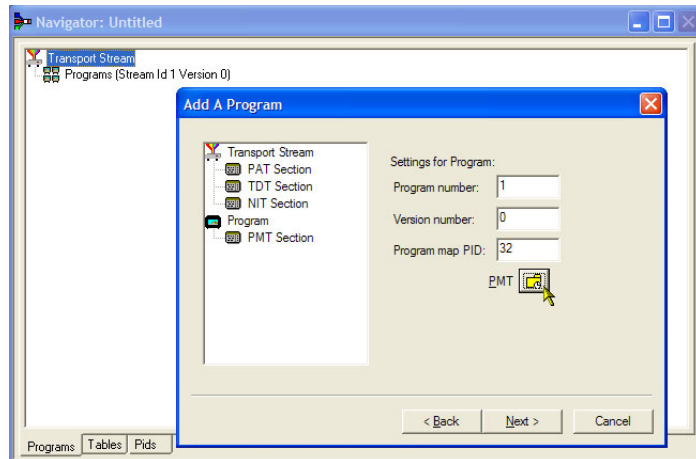 Navigator: Untitled
Transport Stream
Programs (Stream Id 1 Version 0)
Add A Program
Transport Stream
PAT Section
TDT Section
NIT Section
Program
PMT Section
Settings for Program:
Program number: 1
Version number: 0
Program map PID: 32
PMT
< Back Next > Cancel
Programs Tables Pids